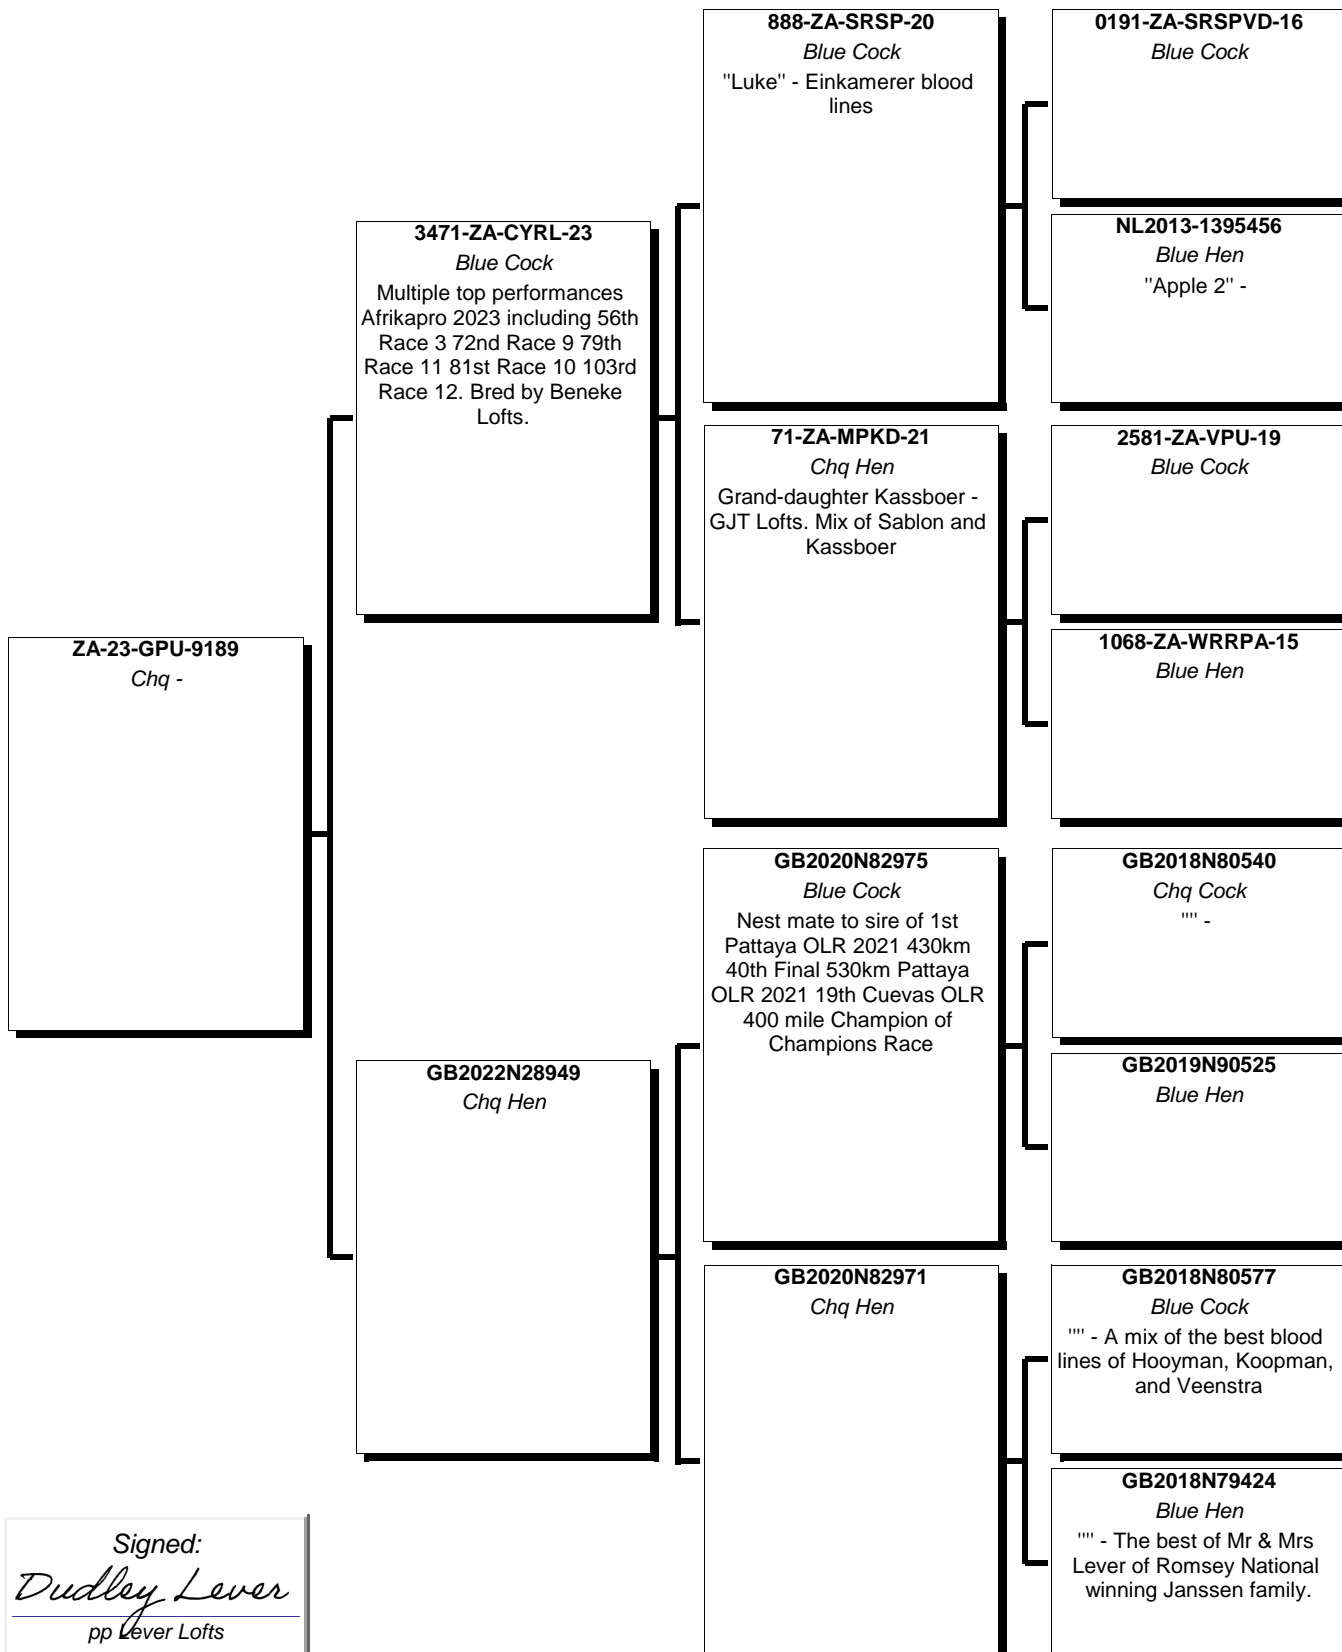 888-ZA-SRSP-20
Blue Cock
"Luke" - Einkamerer blood
lines
0191-ZA-SRSPVD-16
Blue Cock
NL2013-1395456
Blue Hen
"Apple 2" -
3471-ZA-CYRL-23
Blue Cock
Multiple top performances
Afrikapro 2023 including 56th
Race 3 72nd Race 9 79th
Race 11 81st Race 10 103rd
Race 12. Bred by Beneke
Lofts.
71-ZA-MPKD-21
Chq Hen
Grand-daughter Kassboer -
GJT Lofts. Mix of Sablon and
Kassboer
2581-ZA-VPU-19
Blue Cock
1068-ZA-WRRPA-15
Blue Hen
ZA-23-GPU-9189
Chq -
GB2020N82975
Blue Cock
Nest mate to sire of 1st
Pattaya OLR 2021 430km
40th Final 530km Pattaya
OLR 2021 19th Cuevas OLR
400 mile Champion of
Champions Race
GB2018N80540
Chq Cock
"" -
GB2019N90525
Blue Hen
GB2022N28949
Chq Hen
GB2020N82971
Chq Hen
GB2018N80577
Blue Cock
"" - A mix of the best blood
lines of Hooyman, Koopman,
and Veenstra
GB2018N79424
Blue Hen
"" - The best of Mr & Mrs
Lever of Romsey National
winning Janssen family.
Signed:
Dudley Lever
pp Lever Lofts